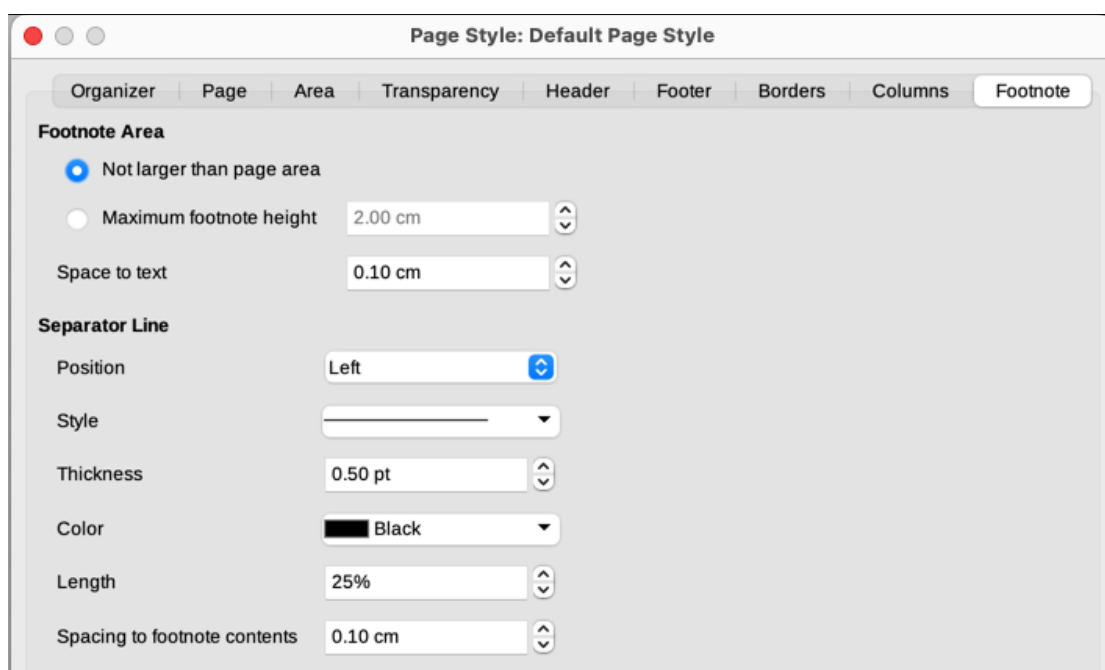 Page Style: Default Page Style
Organizer Page Area Transparency Header Footer Borders Columns Footnote
Footnote Area
Not larger than page area
Maximum footnote height 2.00 cm
Space to text 0.10 cm
Separator Line
Position Left
Style
Thickness 0.50 pt
Color Black
Length 25%
Spacing to footnote contents 0.10 cm